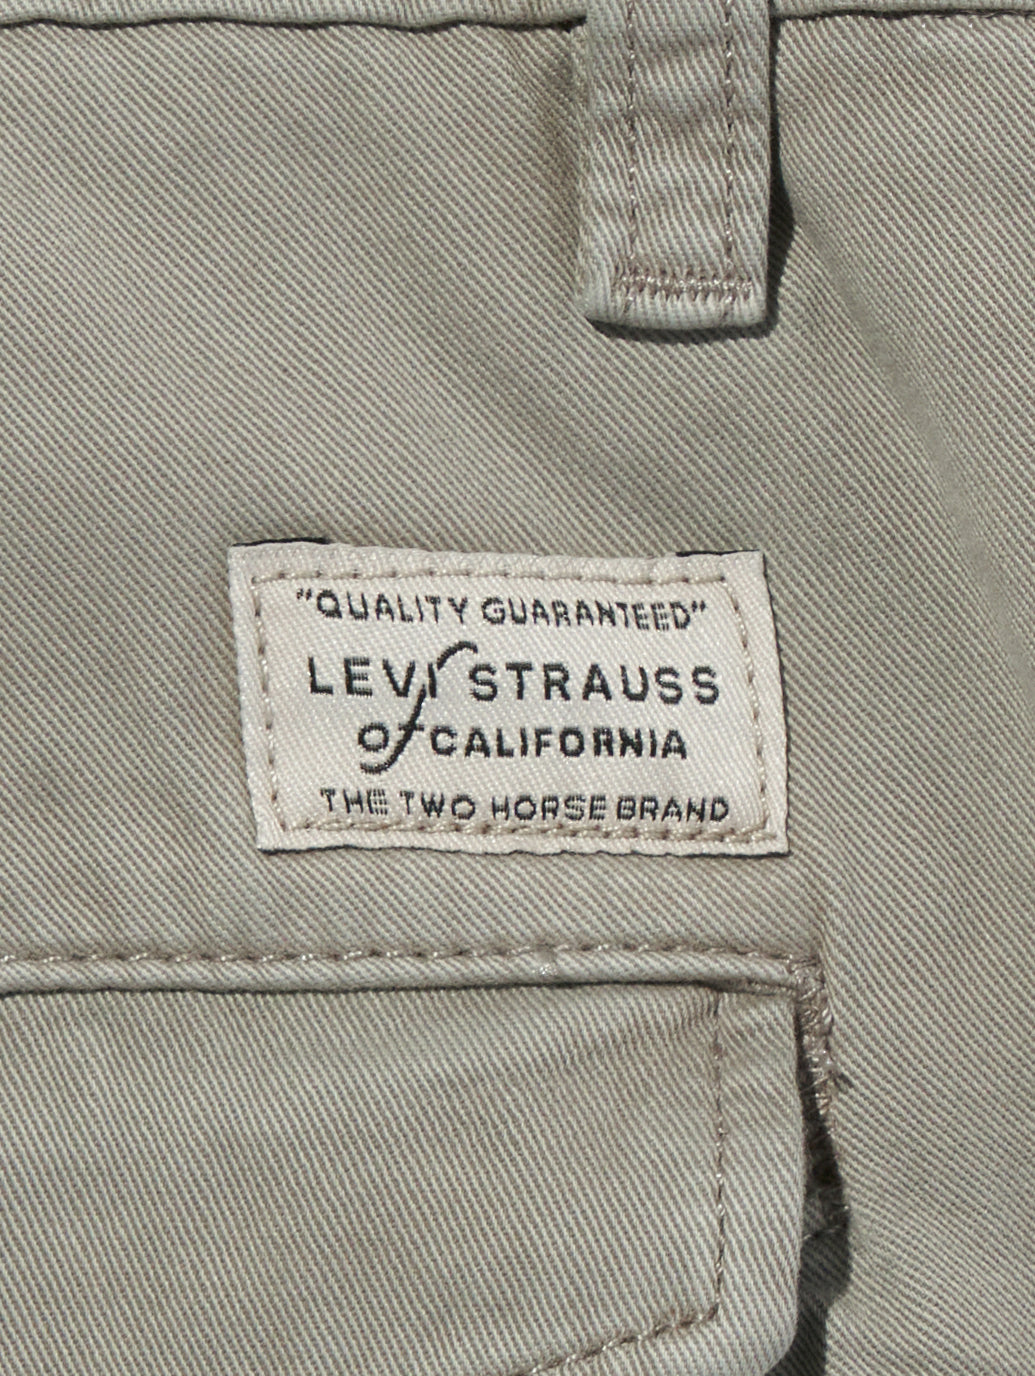 "QUALITY GUARANTEED"
LEVI STRAUSS
of CALIFORNIA
THE TWO HORSE BRAND